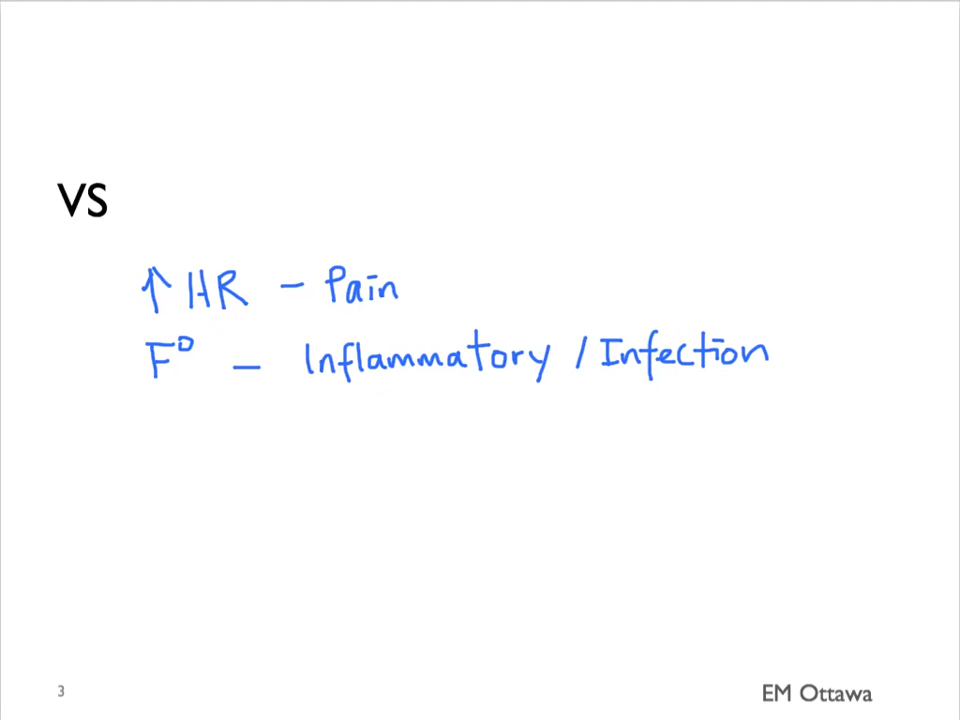 VS
↑ HR - Pain
F° - Inflammatory / Infection
3
EM Ottawa